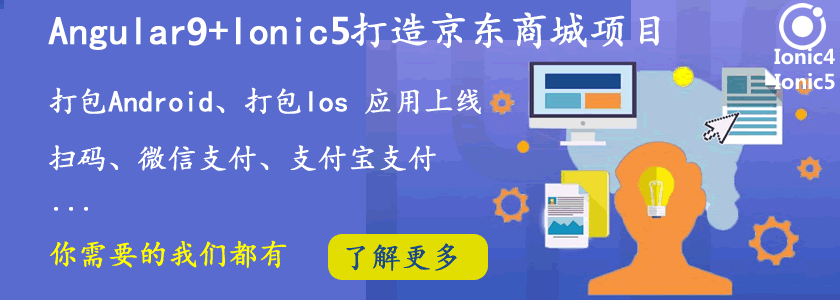 Angular9+Ionic5打造京东商城项目
Ionic4
Ionic5
打包Android、打包Ios 应用上线
扫码、微信支付、支付宝支付
...
你需要的我们都有
了解更多